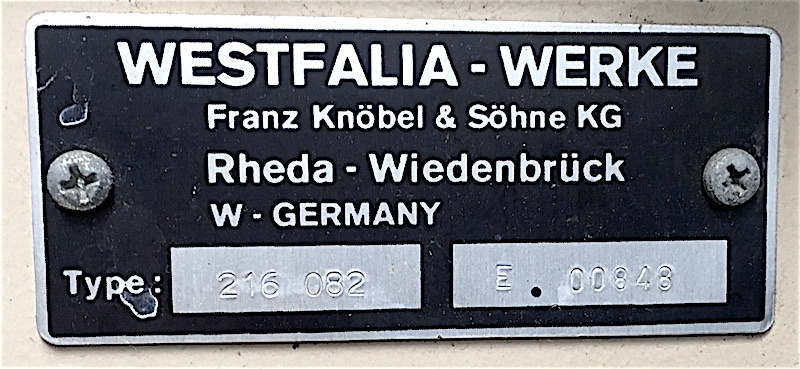 WESTFALIA - WERKE
Franz Knöbel & Söhne KG
Rheda - Wiedenbrück
W - GERMANY
Type: 216 082 E. 00848